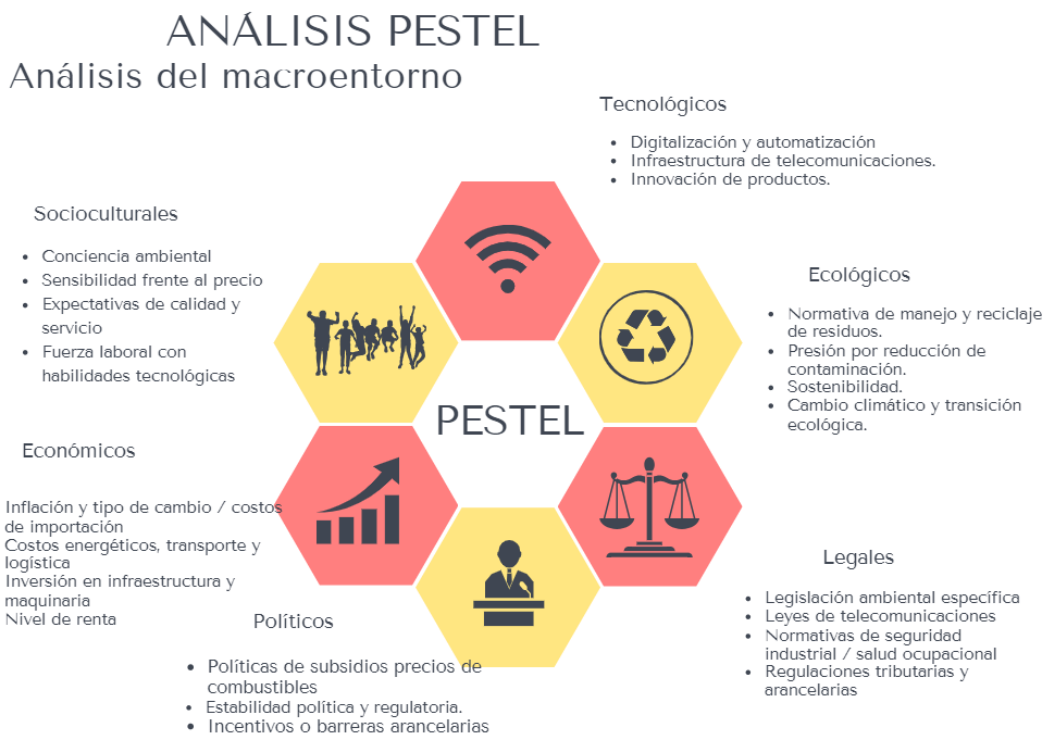 ANÁLISIS PESTEL
Análisis del macroentorno
Tecnológicos
• Digitalización y automatización
• Infraestructura de telecomunicaciones.
• Innovación de productos.
Socioculturales
• Conciencia ambiental
• Sensibilidad frente al precio
• Expectativas de calidad y
servicio
• Fuerza laboral con
habilidades tecnológicas
Ecológicos
• Normativa de manejo y reciclaje
de residuos.
• Presión por reducción de
contaminación.
• Sostenibilidad.
• Cambio climático y transición
ecológica.
PESTEL
Económicos
Inflación y tipo de cambio / costos
de importación
Costos energéticos, transporte y
logística
Inversión en infraestructura y
maquinaria
Nivel de renta
Legales
• Legislación ambiental específica
• Leyes de telecomunicaciones
• Normativas de seguridad
industrial / salud ocupacional
• Regulaciones tributarias y
arancelarias
Políticos
• Políticas de subsidios precios de
combustibles
• Estabilidad política y regulatoria.
• Incentivos o barreras arancelarias